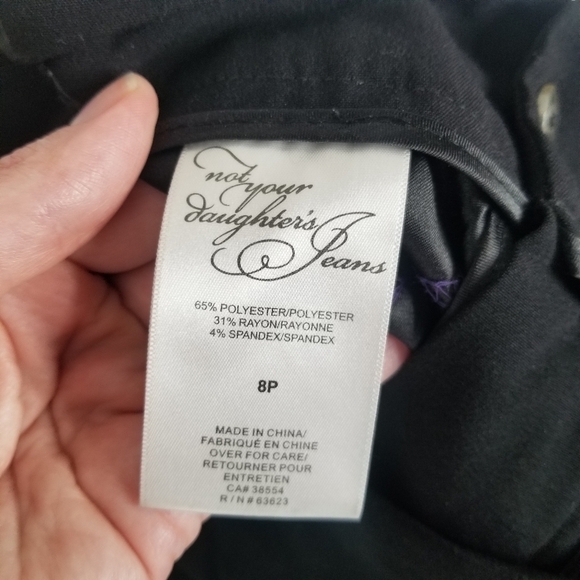 not
your
daughter's
Jeans
65% POLYESTER/POLYESTER
31% RAYON/RAYONNE
4% SPANDEX/SPANDEX
8P
MADE IN CHINA/
FABRIQUÉ EN CHINE
OVER FOR CARE/
RETOURNER POUR
ENTRETIEN
CA# 36554
R / N # 63623